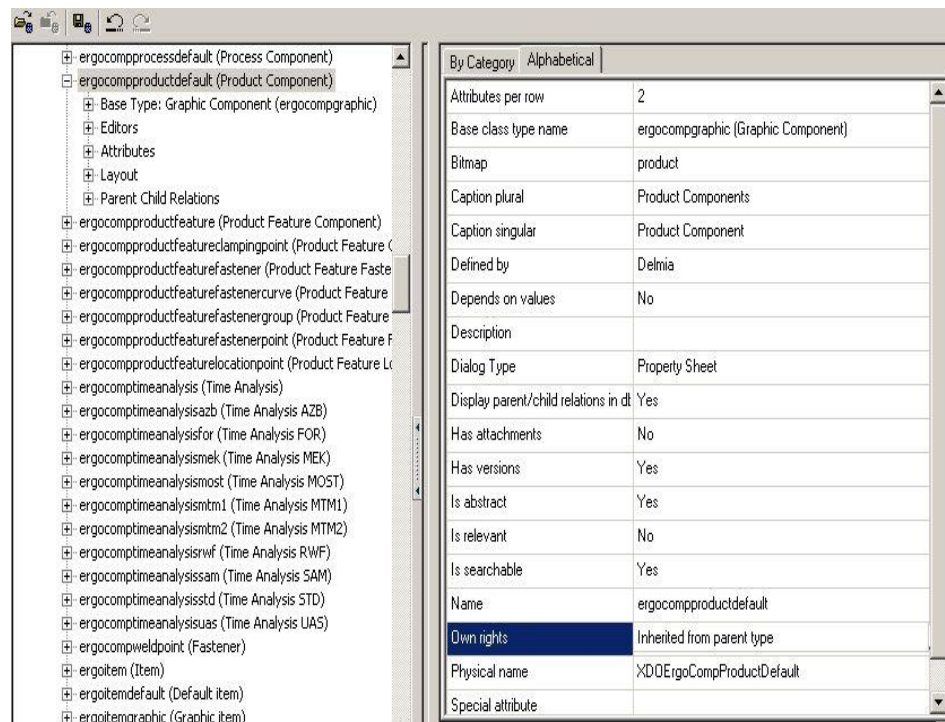 ergocompprocessdefault (Process Component)
ergocompproductdefault (Product Component)
Base Type: Graphic Component (ergocompgraphic)
Editors
Attributes
Layout
Parent Child Relations
ergocompproductfeature (Product Feature Component)
ergocompproductfeatureclampingpoint (Product Feature C
ergocompproductfeaturefastener (Product Feature Faste
ergocompproductfeaturefastenercurve (Product Feature
ergocompproductfeaturefastenergroup (Product Feature
ergocompproductfeaturefastenerpoint (Product Feature F
ergocompproductfeaturelocationpoint (Product Feature Lo
ergocomptimeanalysis (Time Analysis)
ergocomptimeanalysisazb (Time Analysis AZB)
ergocomptimeanalysisfor (Time Analysis FOR)
ergocomptimeanalysismek (Time Analysis MEK)
ergocomptimeanalysismost (Time Analysis MOST)
ergocomptimeanalysismtm1 (Time Analysis MTM1)
ergocomptimeanalysismtm2 (Time Analysis MTM2)
ergocomptimeanalysisrwf (Time Analysis RWF)
ergocomptimeanalysissam (Time Analysis SAM)
ergocomptimeanalysisstd (Time Analysis STD)
ergocomptimeanalysisuas (Time Analysis UAS)
ergocompweldpoint (Fastener)
ergoitem (Item)
ergoitemdefault (Default item)
ergoitemgraphic (Graphic item)
By Category Alphabetical
Attributes per row 2
Base class type name ergocompgraphic (Graphic Component)
Bitmap product
Caption plural Product Components
Caption singular Product Component
Defined by Delmia
Depends on values No
Description
Dialog Type Property Sheet
Display parent/child relations in dt Yes
Has attachments No
Has versions Yes
Is abstract Yes
Is relevant No
Is searchable Yes
Name ergocompproductdefault
Own rights Inherited from parent type
Physical name XDOErgoCompProductDefault
Special attribute